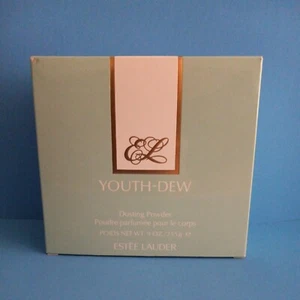 EL
YOUTH-DEW
Dusting Powder
Poudre parfumée pour le corps
ESTĒE LAUDER